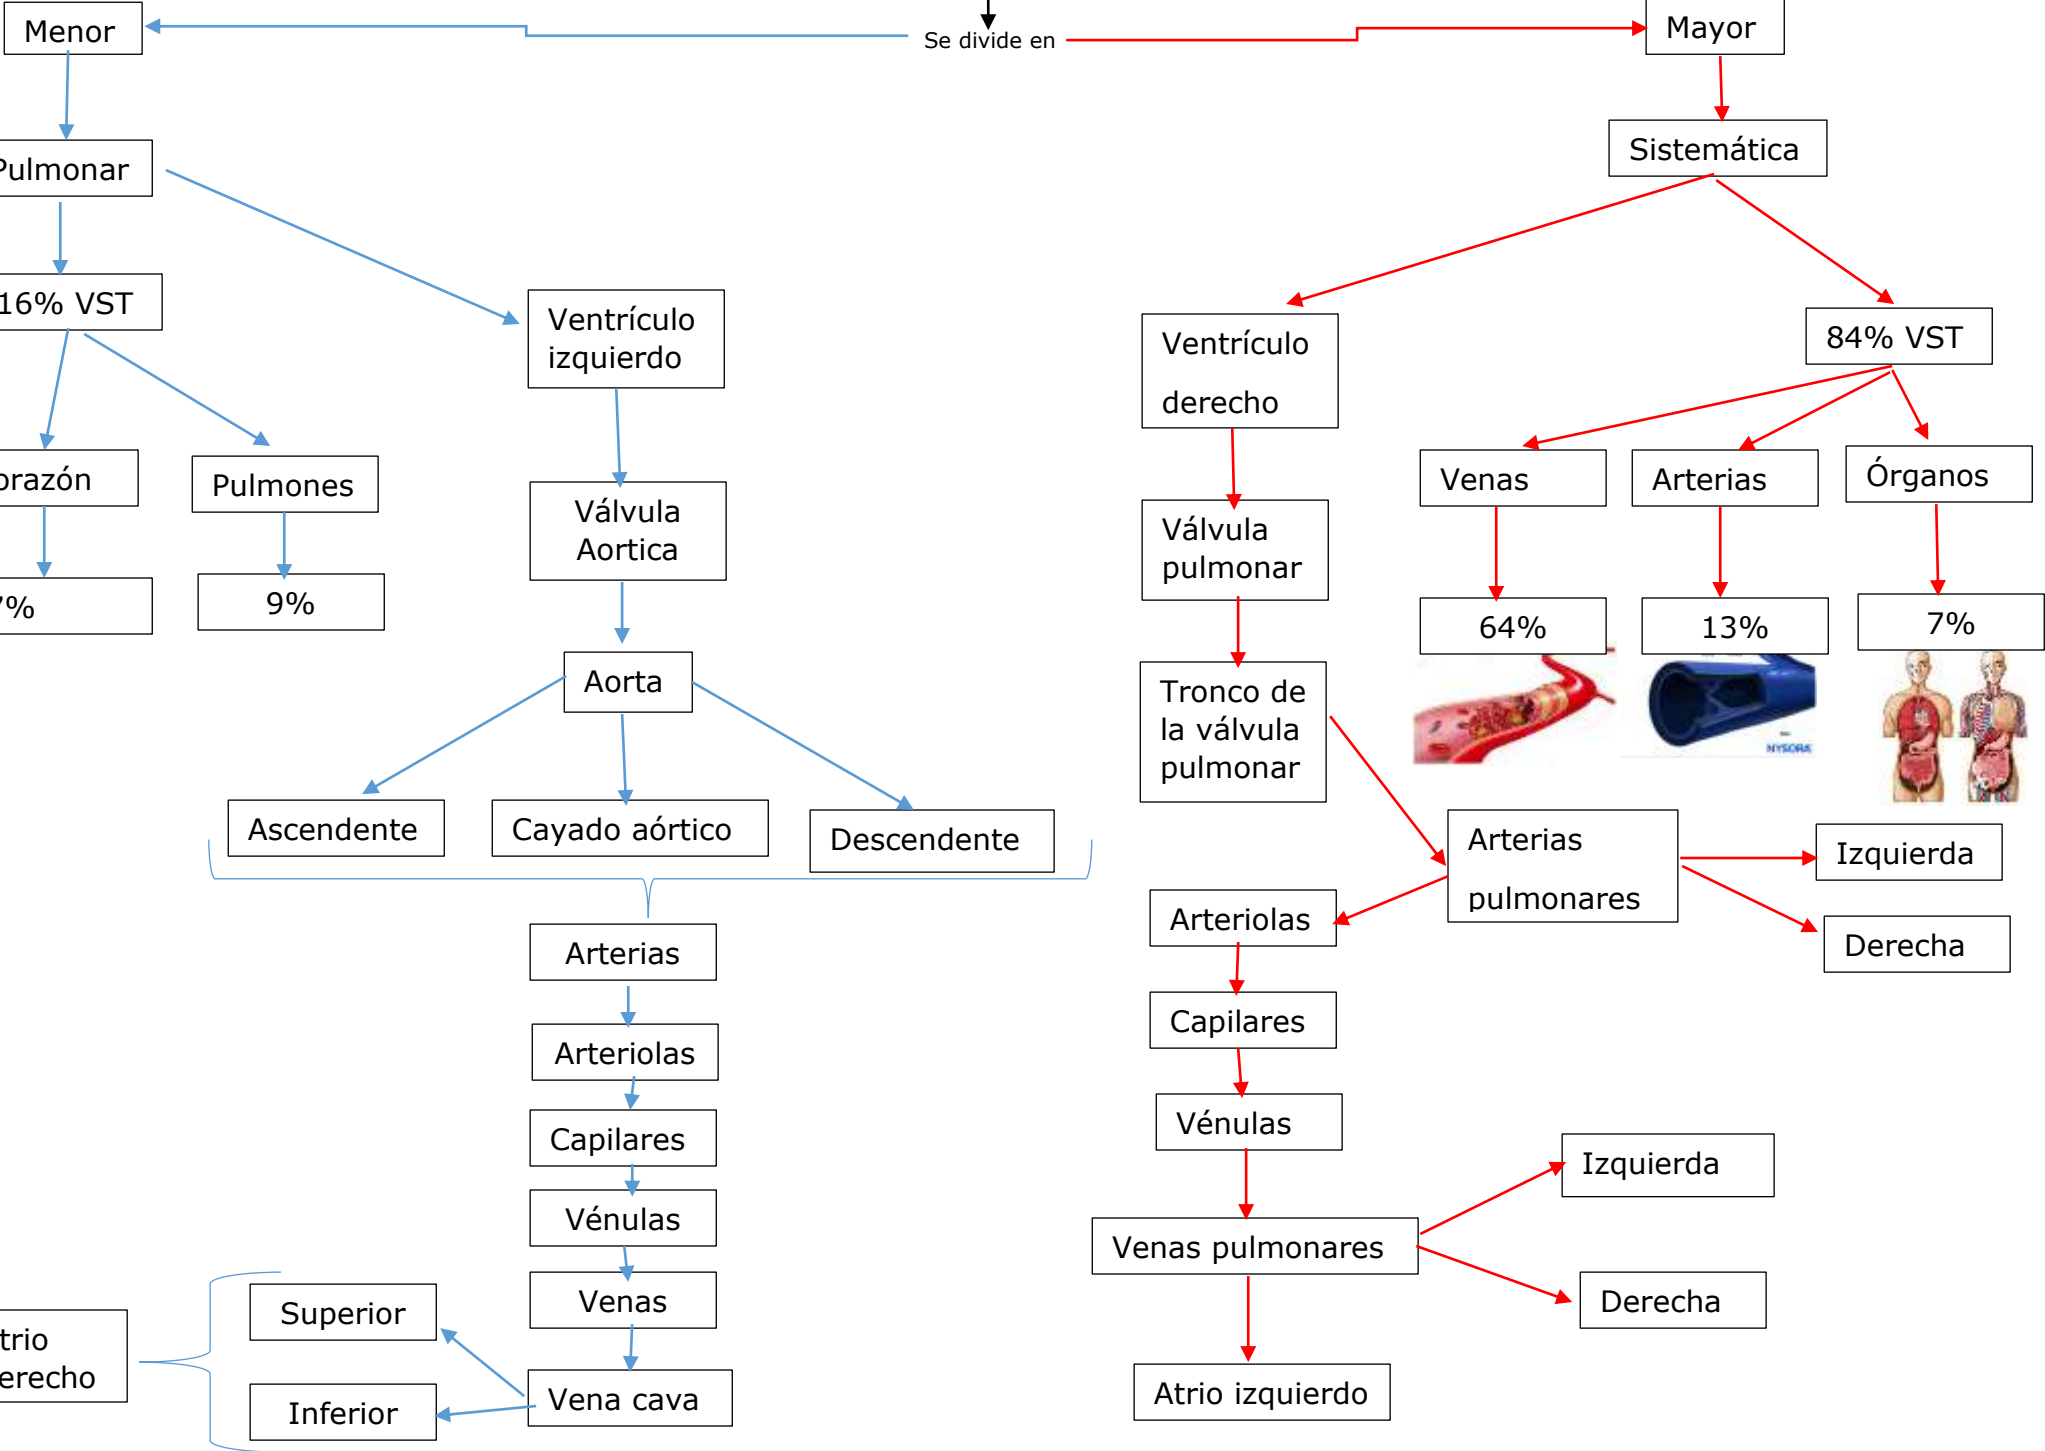 Menor
Se divide en
Mayor
Pulmonar
Sistemática
16% VST
Ventrículo
izquierdo
Ventrículo
derecho
84% VST
orazón
Pulmones
Válvula
Aortica
Válvula
pulmonar
Venas
Arterias
Órganos
7%
9%
64%
13%
7%
Aorta
Tronco de
la válvula
pulmonar
NYSORA
Ascendente
Cayado aórtico
Descendente
Arterias
pulmonares
Izquierda
Derecha
Arterias
Arteriolas
Capilares
Vénulas
Venas
Vena cava
Superior
Inferior
trio
erecho
Arteriolas
Capilares
Vénulas
Venas pulmonares
Izquierda
Derecha
Atrio izquierdo